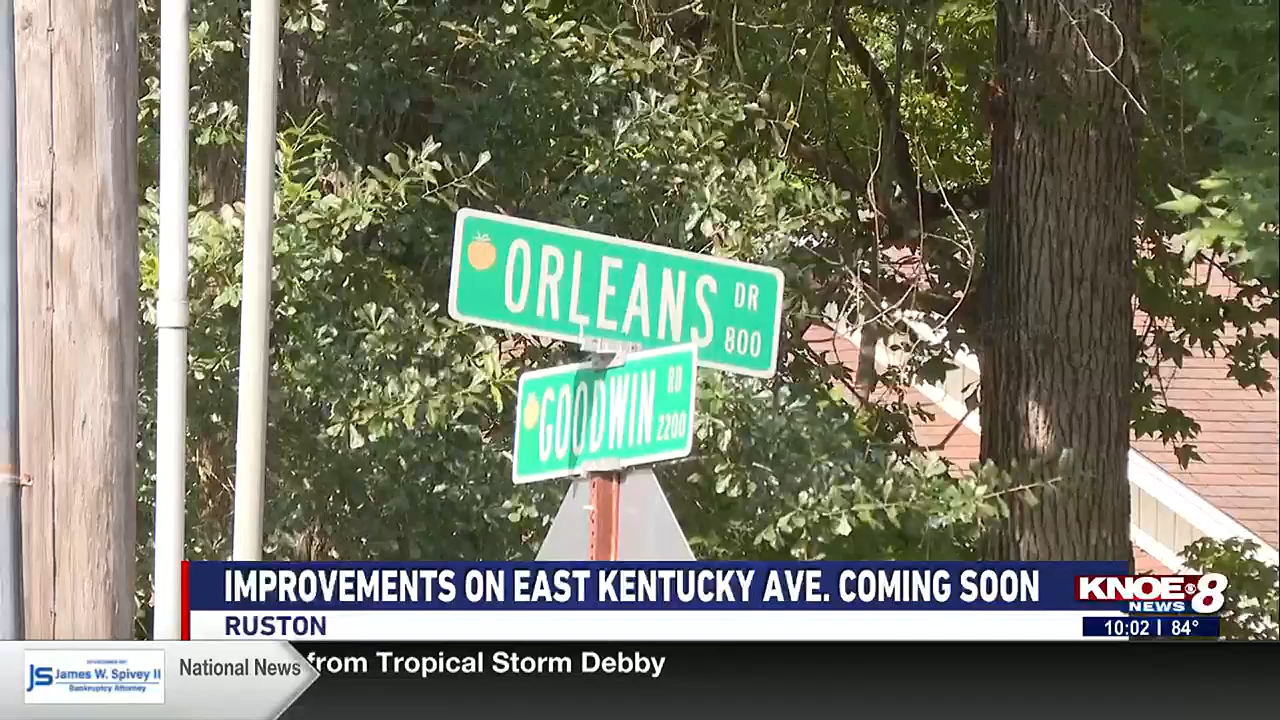 ORLEANS DR 800
GOODWIN RD 2200
IMPROVEMENTS ON EAST KENTUCKY AVE. COMING SOON
RUSTON
KNOE 8
NEWS
10:02 | 84°
JS James W. Spivey II
Bankruptcy Attorney
National News
from Tropical Storm Debby